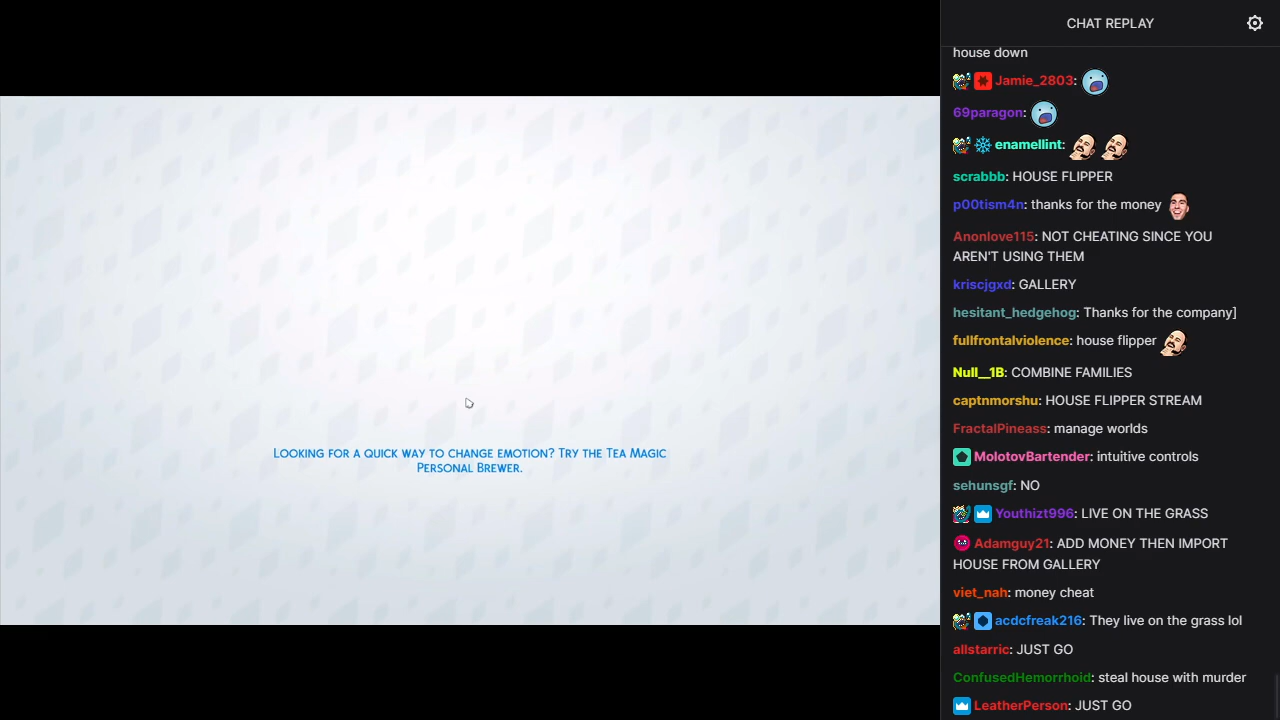 LOOKING FOR A QUICK WAY TO CHANGE EMOTION? TRY THE TEA MAGIC
PERSONAL BREWER.
CHAT REPLAY
house down
Jamie_2803:
69paragon:
enamellint:
scrabbb: HOUSE FLIPPER
p00tism4n: thanks for the money
Anonlove115: NOT CHEATING SINCE YOU
AREN'T USING THEM
kriscjgxd: GALLERY
hesitant_hedgehog: Thanks for the company]
fullfrontalviolence: house flipper
Null__1B: COMBINE FAMILIES
captnmorshu: HOUSE FLIPPER STREAM
FractalPineass: manage worlds
MolotovBartender: intuitive controls
sehunsgf: NO
Youthizt996: LIVE ON THE GRASS
Adamguy21: ADD MONEY THEN IMPORT
HOUSE FROM GALLERY
viet_nah: money cheat
acdcfreak216: They live on the grass lol
allstarric: JUST GO
ConfusedHemorrhoid: steal house with murder
LeatherPerson: JUST GO